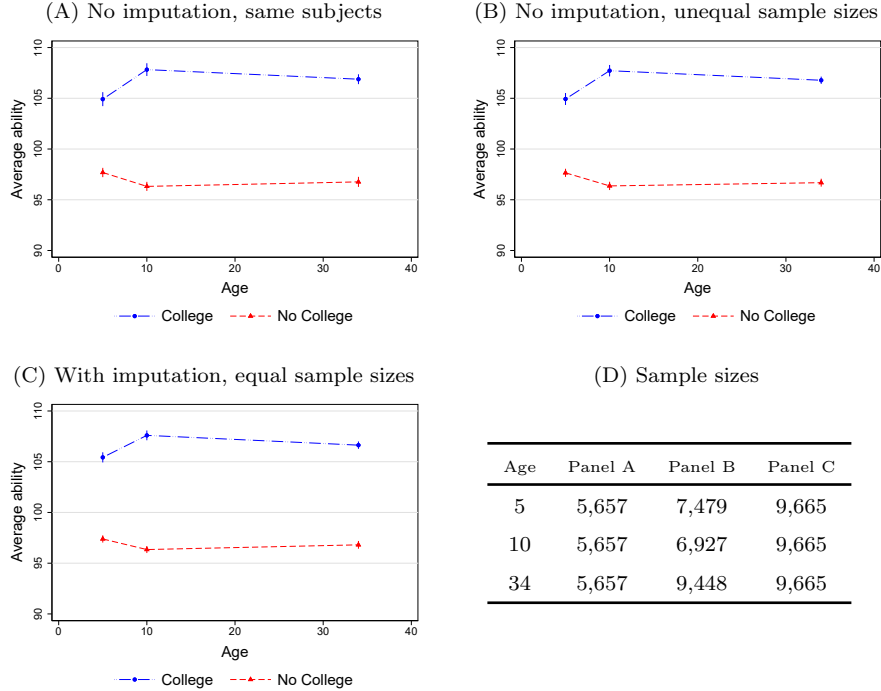 (A) No imputation, same subjects
110
105
100
95
90
Average ability
0 10 20 30 40
Age
College No College
(B) No imputation, unequal sample sizes
110
105
100
95
90
Average ability
0 10 20 30 40
Age
College No College
(C) With imputation, equal sample sizes
110
105
100
95
90
Average ability
0 10 20 30 40
Age
College No College
(D) Sample sizes
Age Panel A Panel B Panel C
5 5,657 7,479 9,665
10 5,657 6,927 9,665
34 5,657 9,448 9,665